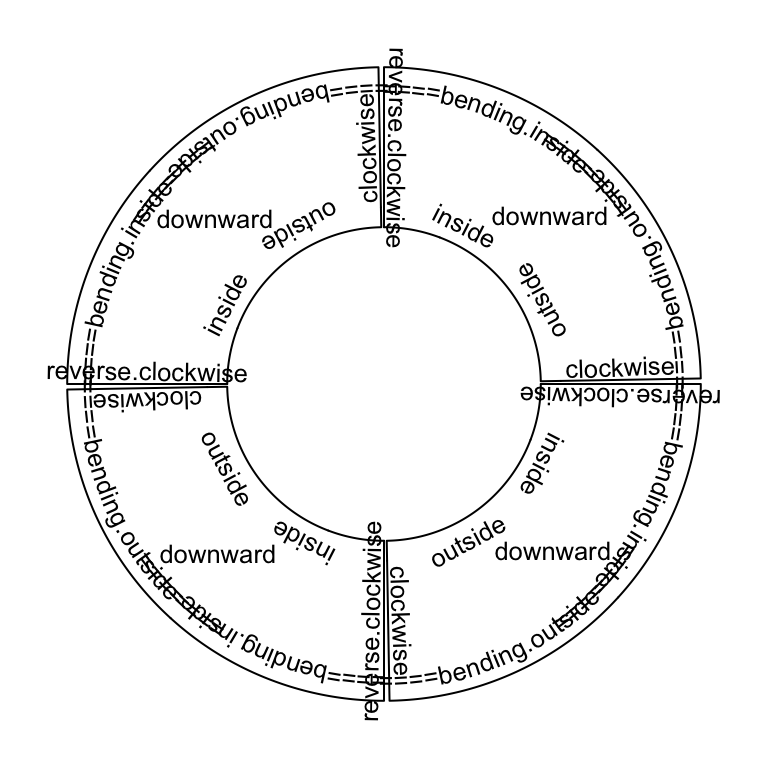 reverse.clockwise
=====bending.inside=====
=====bending.outside=====
clockwise
inside
outside
downward
reverse.clockwise
=====bending.inside=====
=====bending.outside=====
clockwise
inside
outside
downward
reverse.clockwise
=====bending.inside=====
=====bending.outside=====
clockwise
inside
outside
downward
reverse.clockwise
=====bending.inside=====
=====bending.outside=====
clockwise
inside
outside
downward